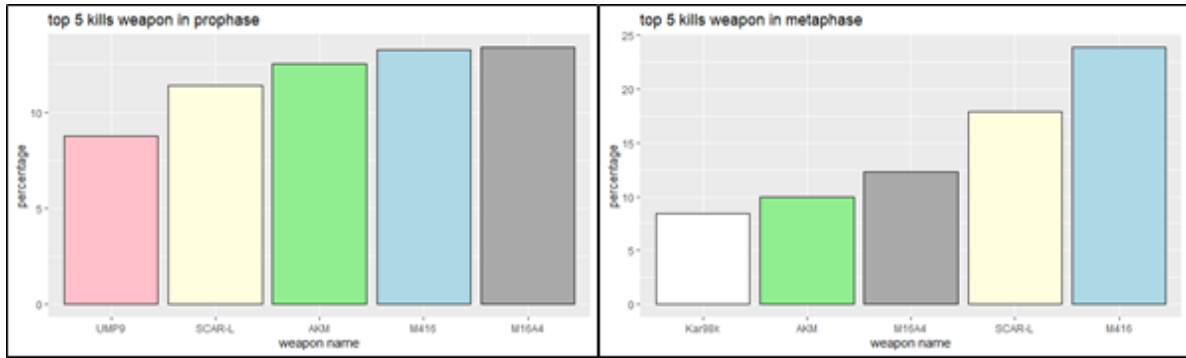 top 5 kills weapon in prophase
percentage
10
5
0
UMP9 SCAR-L AKM M416 M16A4
weapon name
top 5 kills weapon in metaphase
percentage
25
20
15
10
5
0
Kar98k AKM M16A4 SCAR-L M416
weapon name